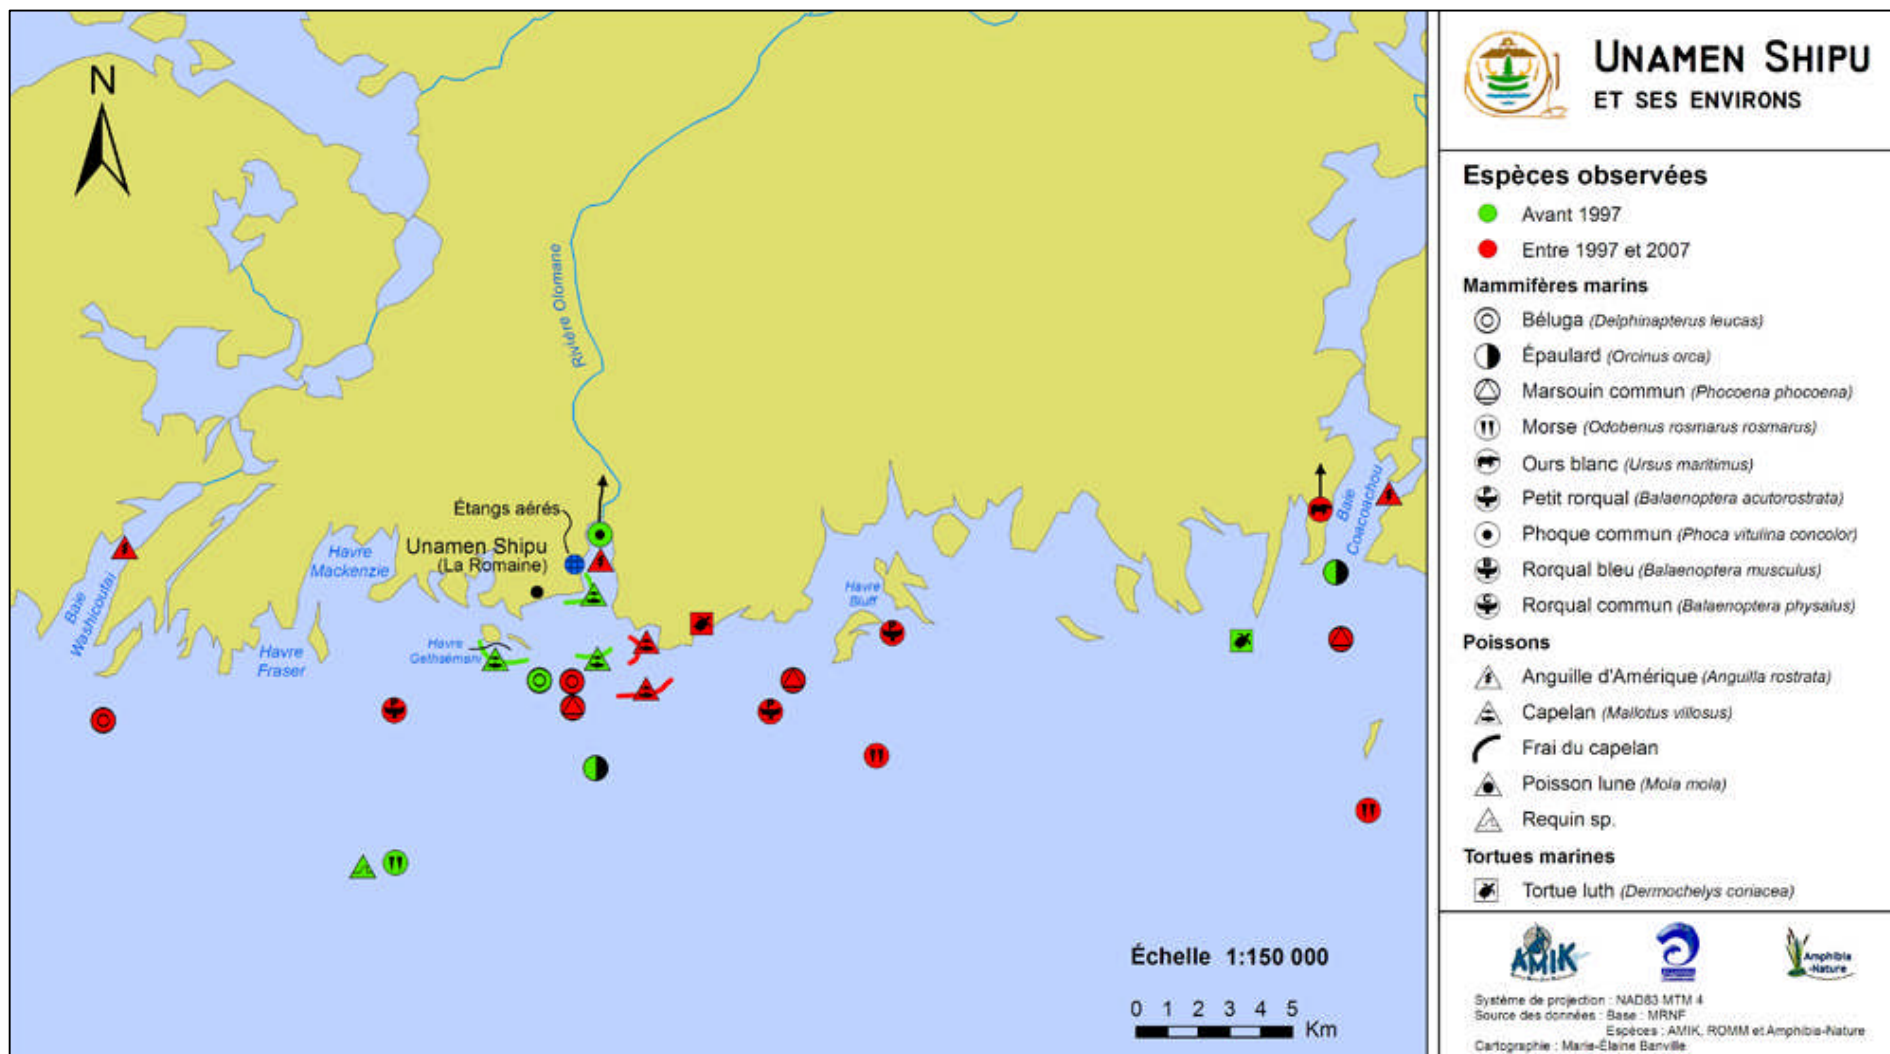 N
Rivière Olomane
Étangs aérés
Unamen Shipu
(La Romaine)
Havre
Mackenzie
Baie
Washicoutai
Havre
Fraser
Havre
Gethsémani
Havre
Bluff
Baie
Coacoachou
Échelle 1:150 000
0 1 2 3 4 5
Km
UNAMEN SHIPU
ET SES ENVIRONS
Espèces observées
Avant 1997
Entre 1997 et 2007
Mammifères marins
Béluga (Delphinapterus leucas)
Épaulard (Orcinus orca)
Marsouin commun (Phocoena phocoena)
Morse (Odobenus rosmarus rosmarus)
Ours blanc (Ursus maritimus)
Petit rorqual (Balaenoptera acutorostrata)
Phoque commun (Phoca vitulina concolor)
Rorqual bleu (Balaenoptera musculus)
Rorqual commun (Balaenoptera physalus)
Poissons
Anguille d'Amérique (Anguilla rostrata)
Capelan (Mallotus villosus)
Frai du capelan
Poisson lune (Mola mola)
Requin sp.
Tortues marines
Tortue luth (Dermochelys coriacea)
AMIK
Amphibia
-Nature
Système de projection : NAD83 MTM 4
Source des données : Base : MRNF
Espèces : AMIK, ROMM et Amphibia-Nature
Cartographie : Marie-Élaine Banville